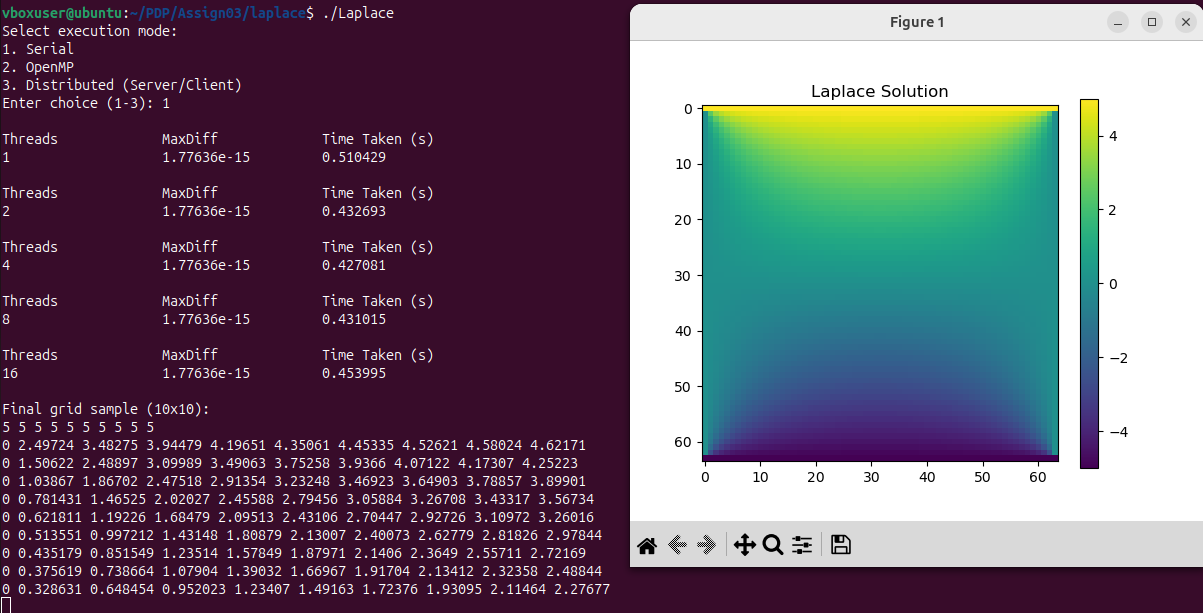 vboxuser@ubuntu:~/PDP/Assign03/laplace$ ./Laplace
Select execution mode:
1. Serial
2. OpenMP
3. Distributed (Server/Client)
Enter choice (1-3): 1
Threads MaxDiff Time Taken (s)
1 1.77636e-15 0.510429
Threads MaxDiff Time Taken (s)
2 1.77636e-15 0.432693
Threads MaxDiff Time Taken (s)
4 1.77636e-15 0.427081
Threads MaxDiff Time Taken (s)
8 1.77636e-15 0.431015
Threads MaxDiff Time Taken (s)
16 1.77636e-15 0.453995
Final grid sample (10x10):
5 5 5 5 5 5 5 5 5 5
0 2.49724 3.48275 3.94479 4.19651 4.35061 4.45335 4.52621 4.58024 4.62171
0 1.50622 2.48897 3.09989 3.49063 3.75258 3.9366 4.07122 4.17307 4.25223
0 1.03867 1.86702 2.47518 2.91354 3.23248 3.46923 3.64903 3.78857 3.89901
0 0.781431 1.46525 2.02027 2.45588 2.79456 3.05884 3.26708 3.43317 3.56734
0 0.621811 1.19226 1.68479 2.09513 2.43106 2.70447 2.92726 3.10972 3.26016
0 0.513551 0.997212 1.43148 1.80879 2.13007 2.40073 2.62779 2.81826 2.97844
0 0.435179 0.851549 1.23514 1.57849 1.87971 2.1406 2.3649 2.55711 2.72169
0 0.375619 0.738664 1.07904 1.39032 1.66967 1.91704 2.13412 2.32358 2.48844
0 0.328631 0.648454 0.952023 1.23407 1.49163 1.72376 1.93095 2.11464 2.27677
Figure 1
Laplace Solution
0
10
20
30
40
50
60
0 10 20 30 40 50 60
4
2
0
−2
−4